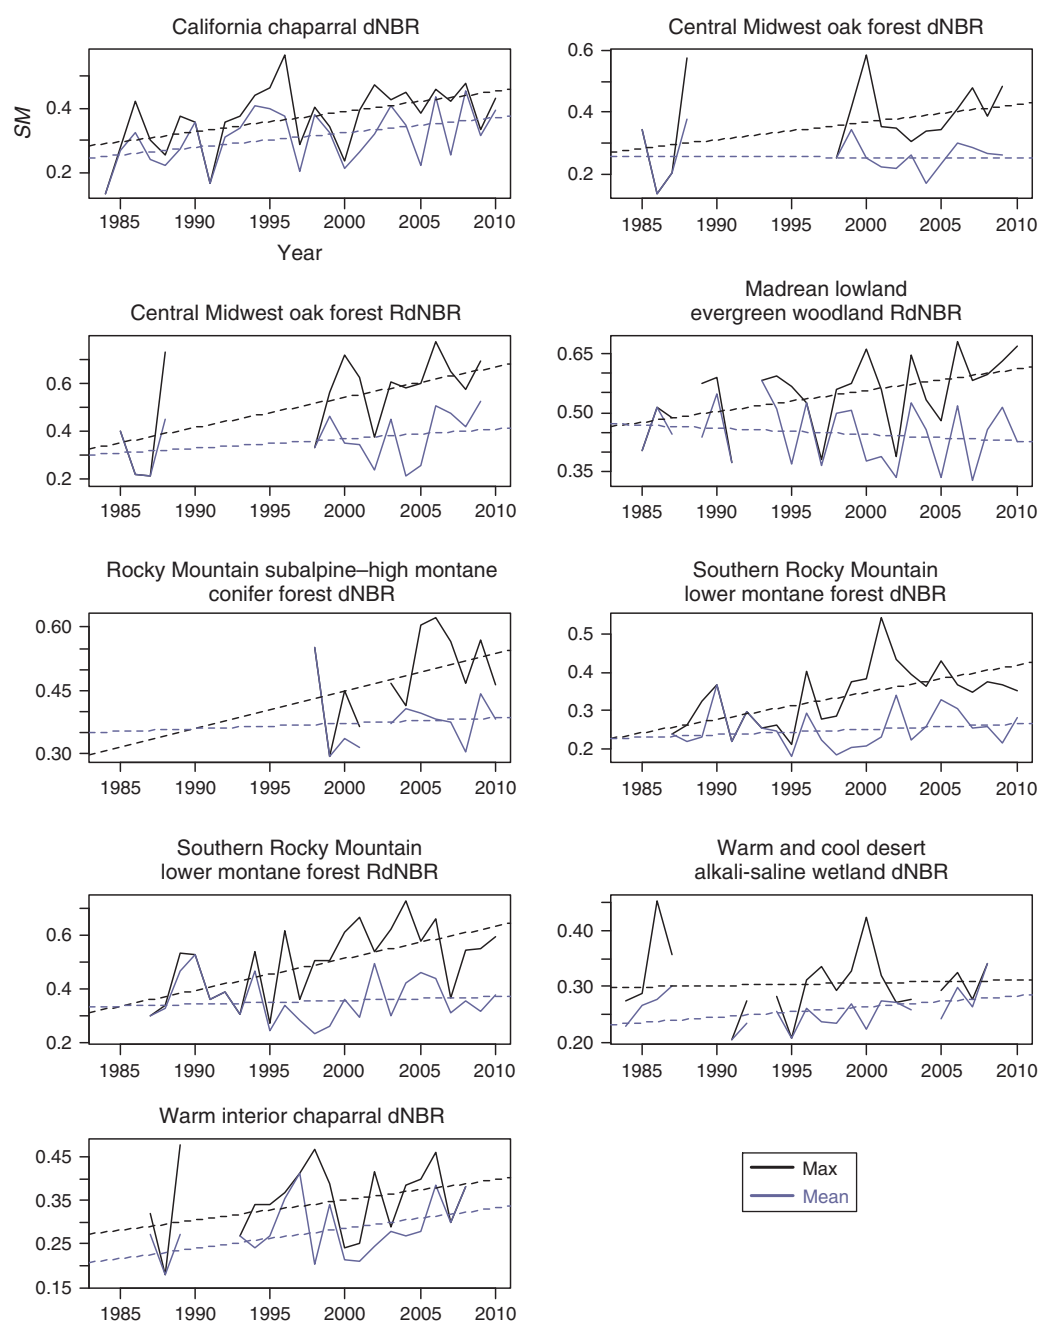 California chaparral dNBR
SM
0.4
0.2
1985 1990 1995 2000 2005 2010
Year
Central Midwest oak forest dNBR
0.6
0.4
0.2
1985 1990 1995 2000 2005 2010
Central Midwest oak forest RdNBR
0.6
0.4
0.2
1985 1990 1995 2000 2005 2010
Madrean lowland
evergreen woodland RdNBR
0.65
0.50
0.35
1985 1990 1995 2000 2005 2010
Rocky Mountain subalpine–high montane
conifer forest dNBR
0.60
0.45
0.30
1985 1990 1995 2000 2005 2010
Southern Rocky Mountain
lower montane forest dNBR
0.5
0.4
0.3
0.2
1985 1990 1995 2000 2005 2010
Southern Rocky Mountain
lower montane forest RdNBR
0.6
0.4
0.2
1985 1990 1995 2000 2005 2010
Warm and cool desert
alkali-saline wetland dNBR
0.40
0.30
0.20
1985 1990 1995 2000 2005 2010
Warm interior chaparral dNBR
0.45
0.35
0.25
0.15
1985 1990 1995 2000 2005 2010
Max
Mean